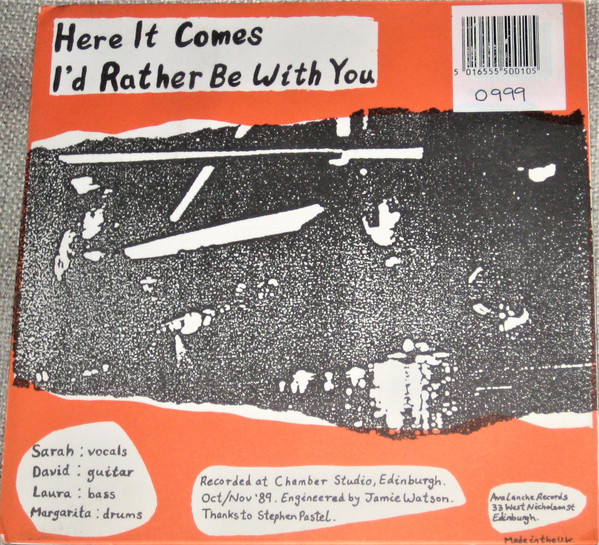 Here It Comes
I'd Rather Be With You
5 016555 500105
0999
Sarah : vocals
David : guitar
Laura : bass
Margarita : drums
Recorded at Chamber Studio, Edinburgh.
Oct/Nov '89. Engineered by Jamie Watson.
Thanks to Stephen Pastel.
Avalanche Records
33 West Nicholson St
Edinburgh.
Made in the U.K.